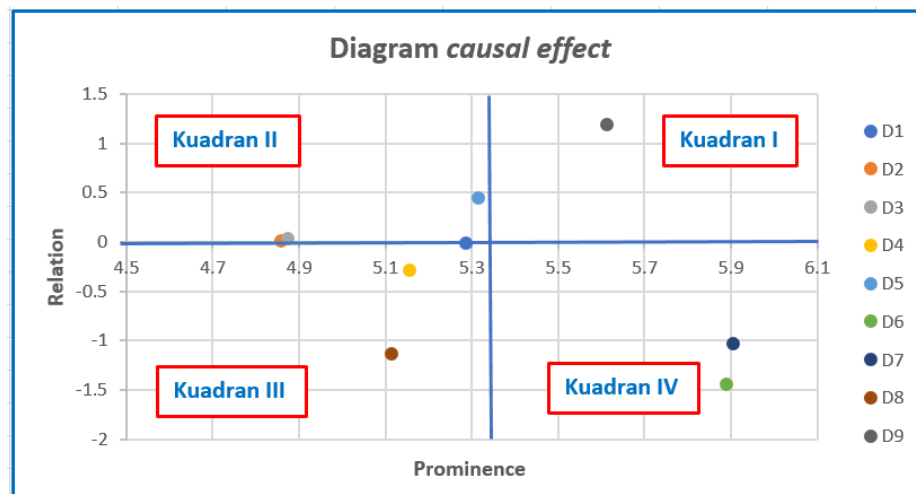 Diagram causal effect
1.5
Kuadran II
Kuadran I
1
0.5
0
4.5 4.7 4.9 5.1 5.3 5.5 5.7 5.9 6.1
-0.5
-1
Kuadran III
Kuadran IV
-1.5
-2
Relation
Prominence
D1
D2
D3
D4
D5
D6
D7
D8
D9